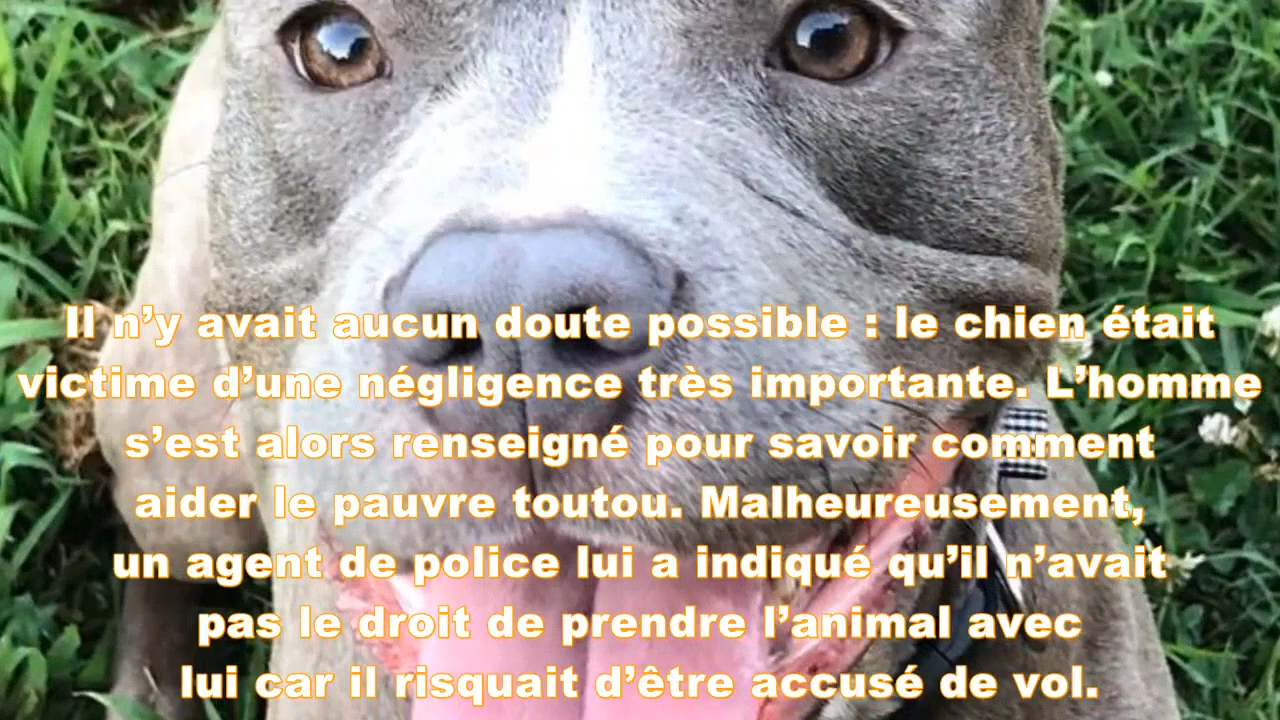 Il n’y avait aucun doute possible : le chien était
victime d’une négligence très importante. L’homme
s’est alors renseigné pour savoir comment
aider le pauvre toutou. Malheureusement,
un agent de police lui a indiqué qu’il n’avait
pas le droit de prendre l’animal avec
lui car il risquait d’être accusé de vol.